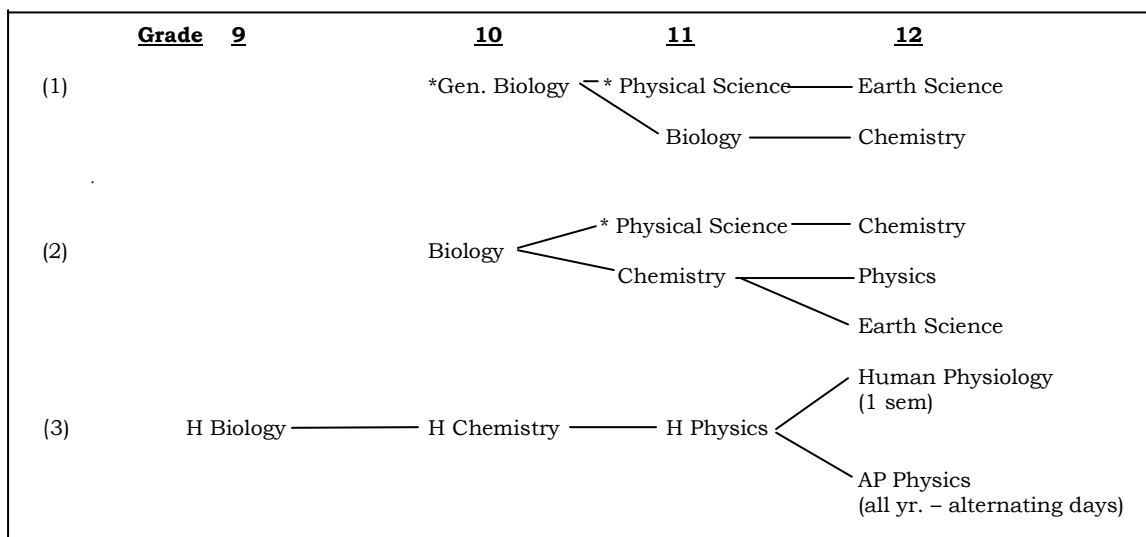 Grade 9 10 11 12
(1) *Gen. Biology * Physical Science Earth Science
Biology Chemistry
* Physical Science Chemistry
(2) Biology
Chemistry Physics
Earth Science
Human Physiology
(1 sem)
(3) H Biology H Chemistry H Physics
AP Physics
(all yr. – alternating days)